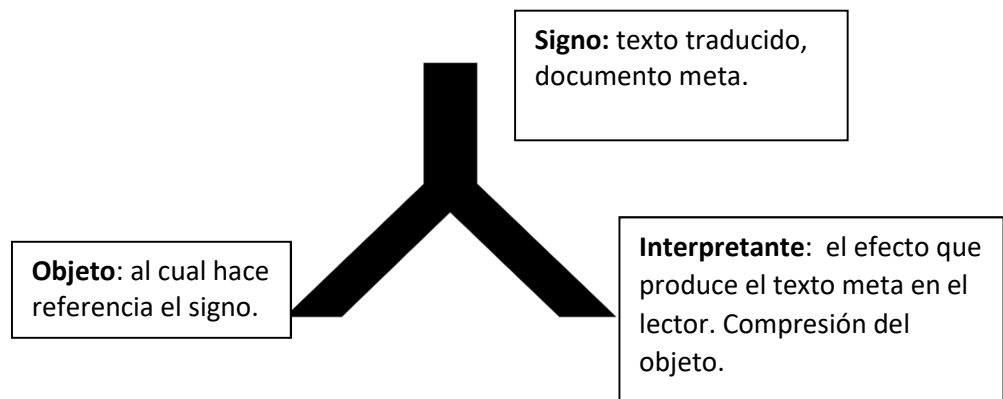 Signo: texto traducido,
documento meta.
Objeto: al cual hace
referencia el signo.
Interpretante: el efecto que
produce el texto meta en el
lector. Compresión del
objeto.